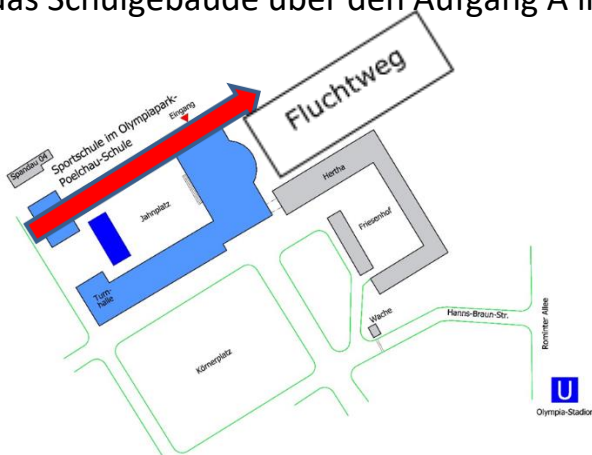 das Schulgebäude über den Aufgang A i
Fluchtweg
Eingang
Sportschule im Olympiapark-
Poelchau-Schule
Spandau 04
Jahnplatz
Hertha
Friesenhof
Turn-
halle
Wache
Hanns-Braun-Str.
Rominter Allee
Körnerplatz
U
Olympia-Stadion